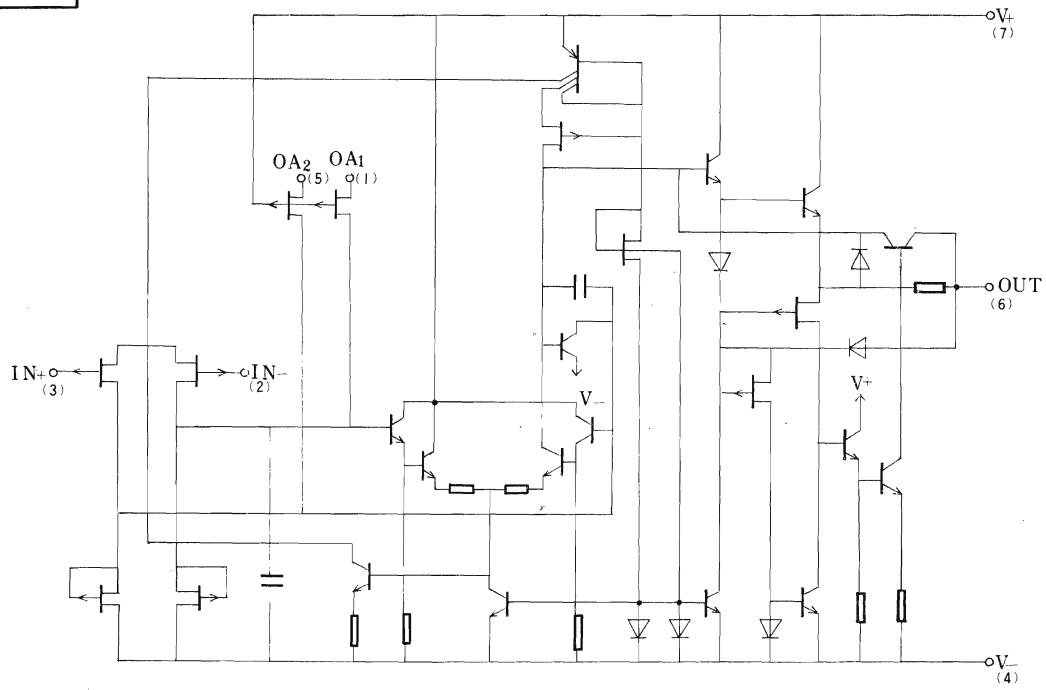 V+
(7)
OA2 OA1
(5) (1)
OUT
(6)
IN+
(3)
IN-
(2)
V-
V+
V-
(4)